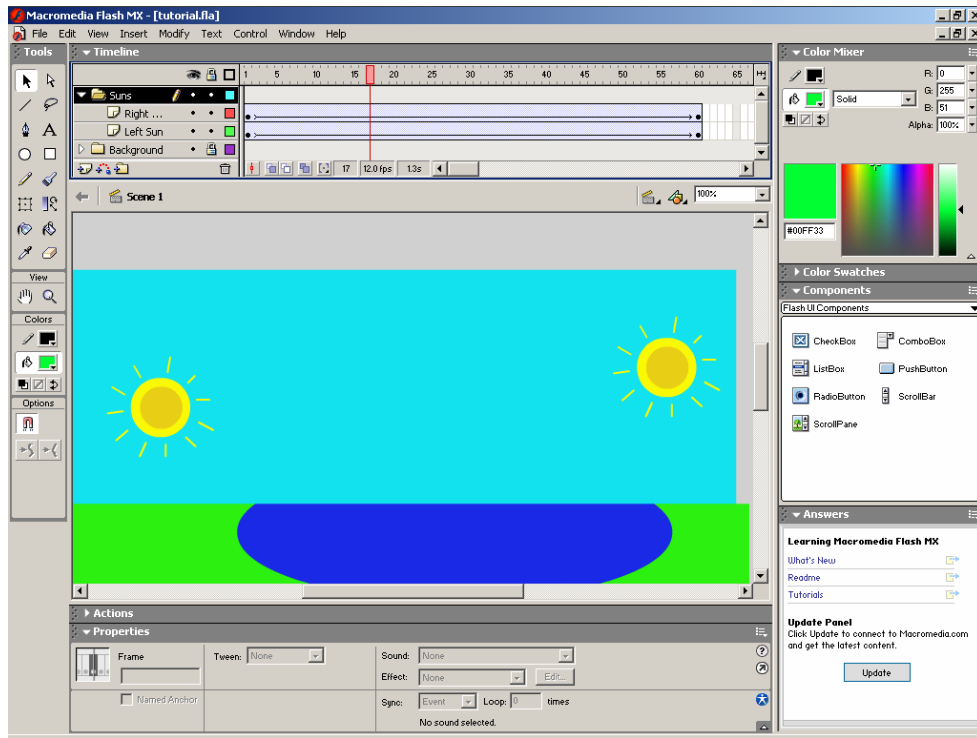 Macromedia Flash MX - [tutorial.fla]
File Edit View Insert Modify Text Control Window Help
Tools
Timeline
1 5 10 15 20 25 30 35 40 45 50 55 60 65
Suns
Right ...
Left Sun
Background
17 12.0 fps 1.3s
Scene 1
100%
View
Colors
Options
Color Mixer
R: 0
G: 255
Solid
B: 51
Alpha: 100%
#00FF33
Color Swatches
Components
Flash UI Components
CheckBox ComboBox
ListBox PushButton
RadioButton ScrollBar
ScrollPane
Answers
Learning Macromedia Flash MX
What's New
Readme
Tutorials
Update Panel
Click Update to connect to Macromedia.com
and get the latest content.
Update
Actions
Properties
Frame Tween: None Sound: None
Effect: None Edit...
Named Anchor Sync: Event Loop: 0 times
No sound selected.